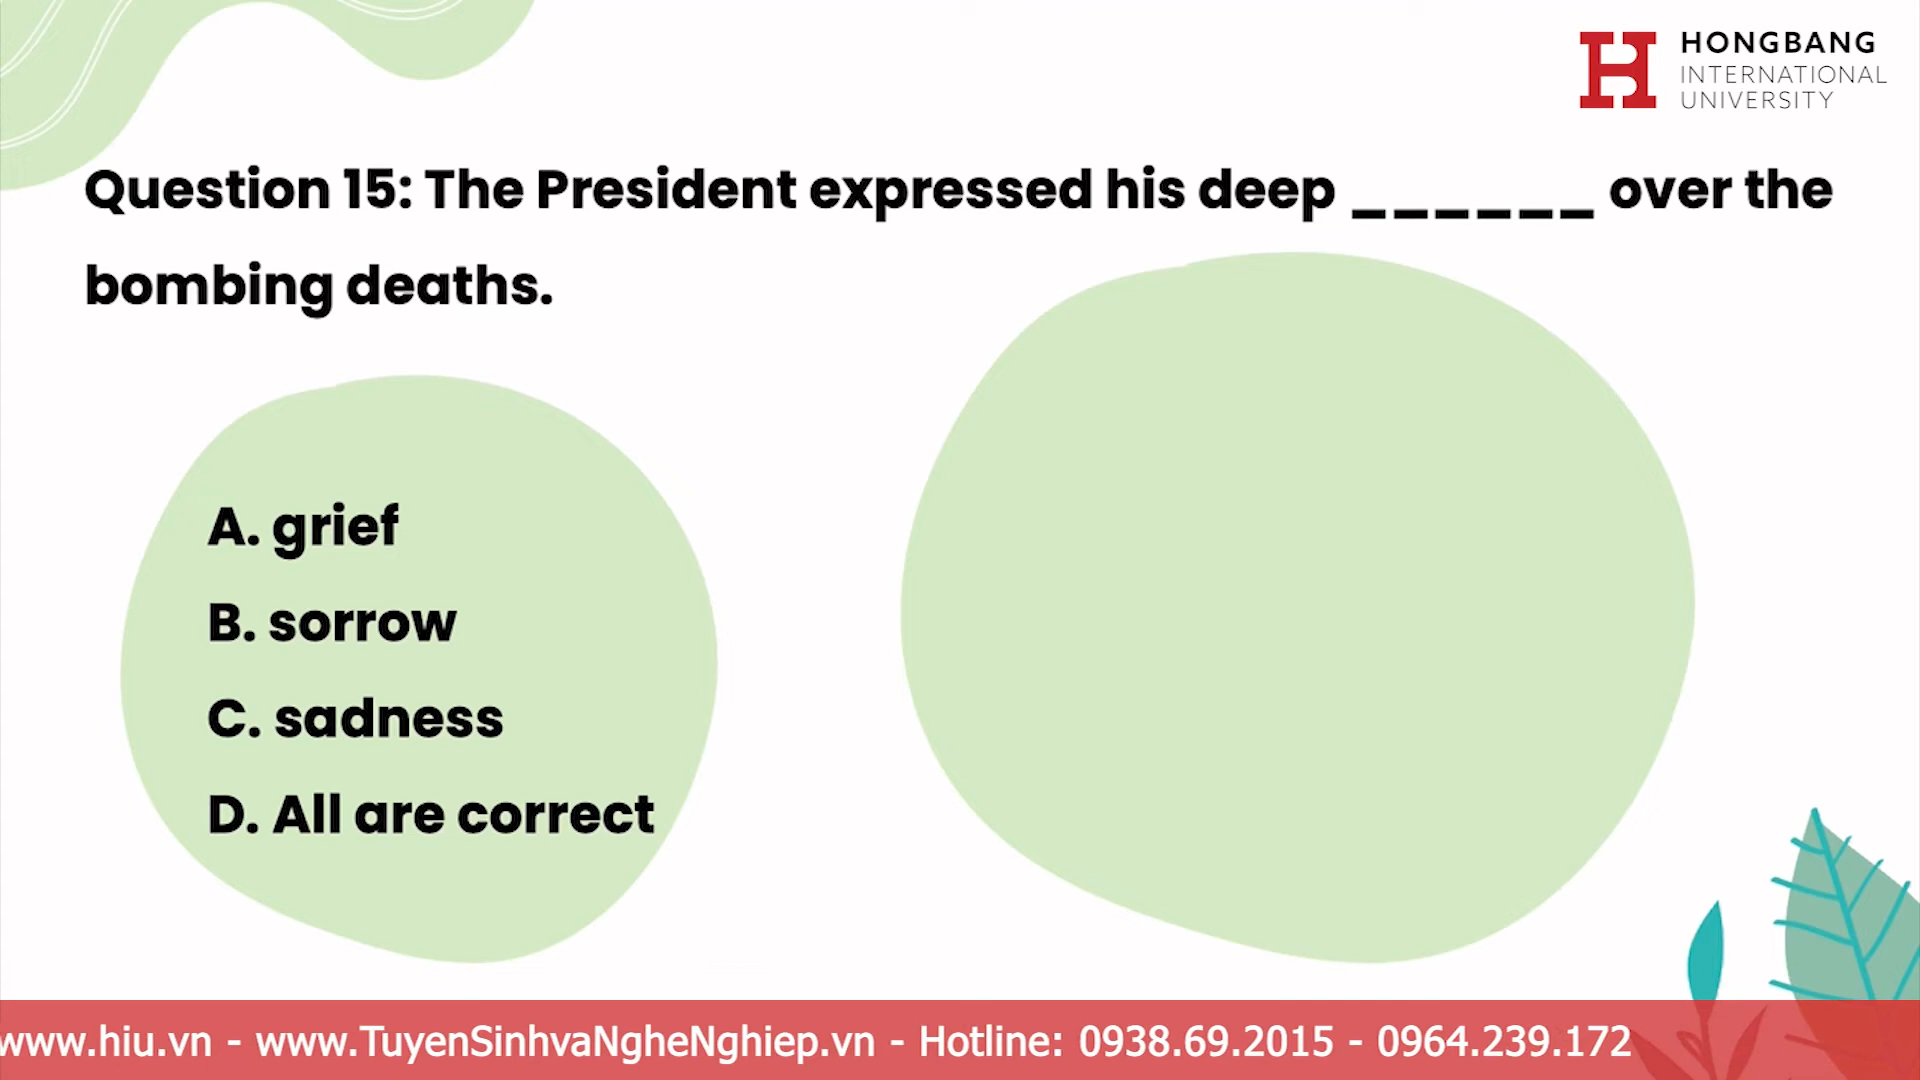 HONGBANG
INTERNATIONAL
UNIVERSITY
Question 15: The President expressed his deep ______ over the
bombing deaths.
A. grief
B. sorrow
C. sadness
D. All are correct
www.hiu.vn - www.TuyenSinhvaNgheNghiep.vn - Hotline: 0938.69.2015 - 0964.239.172